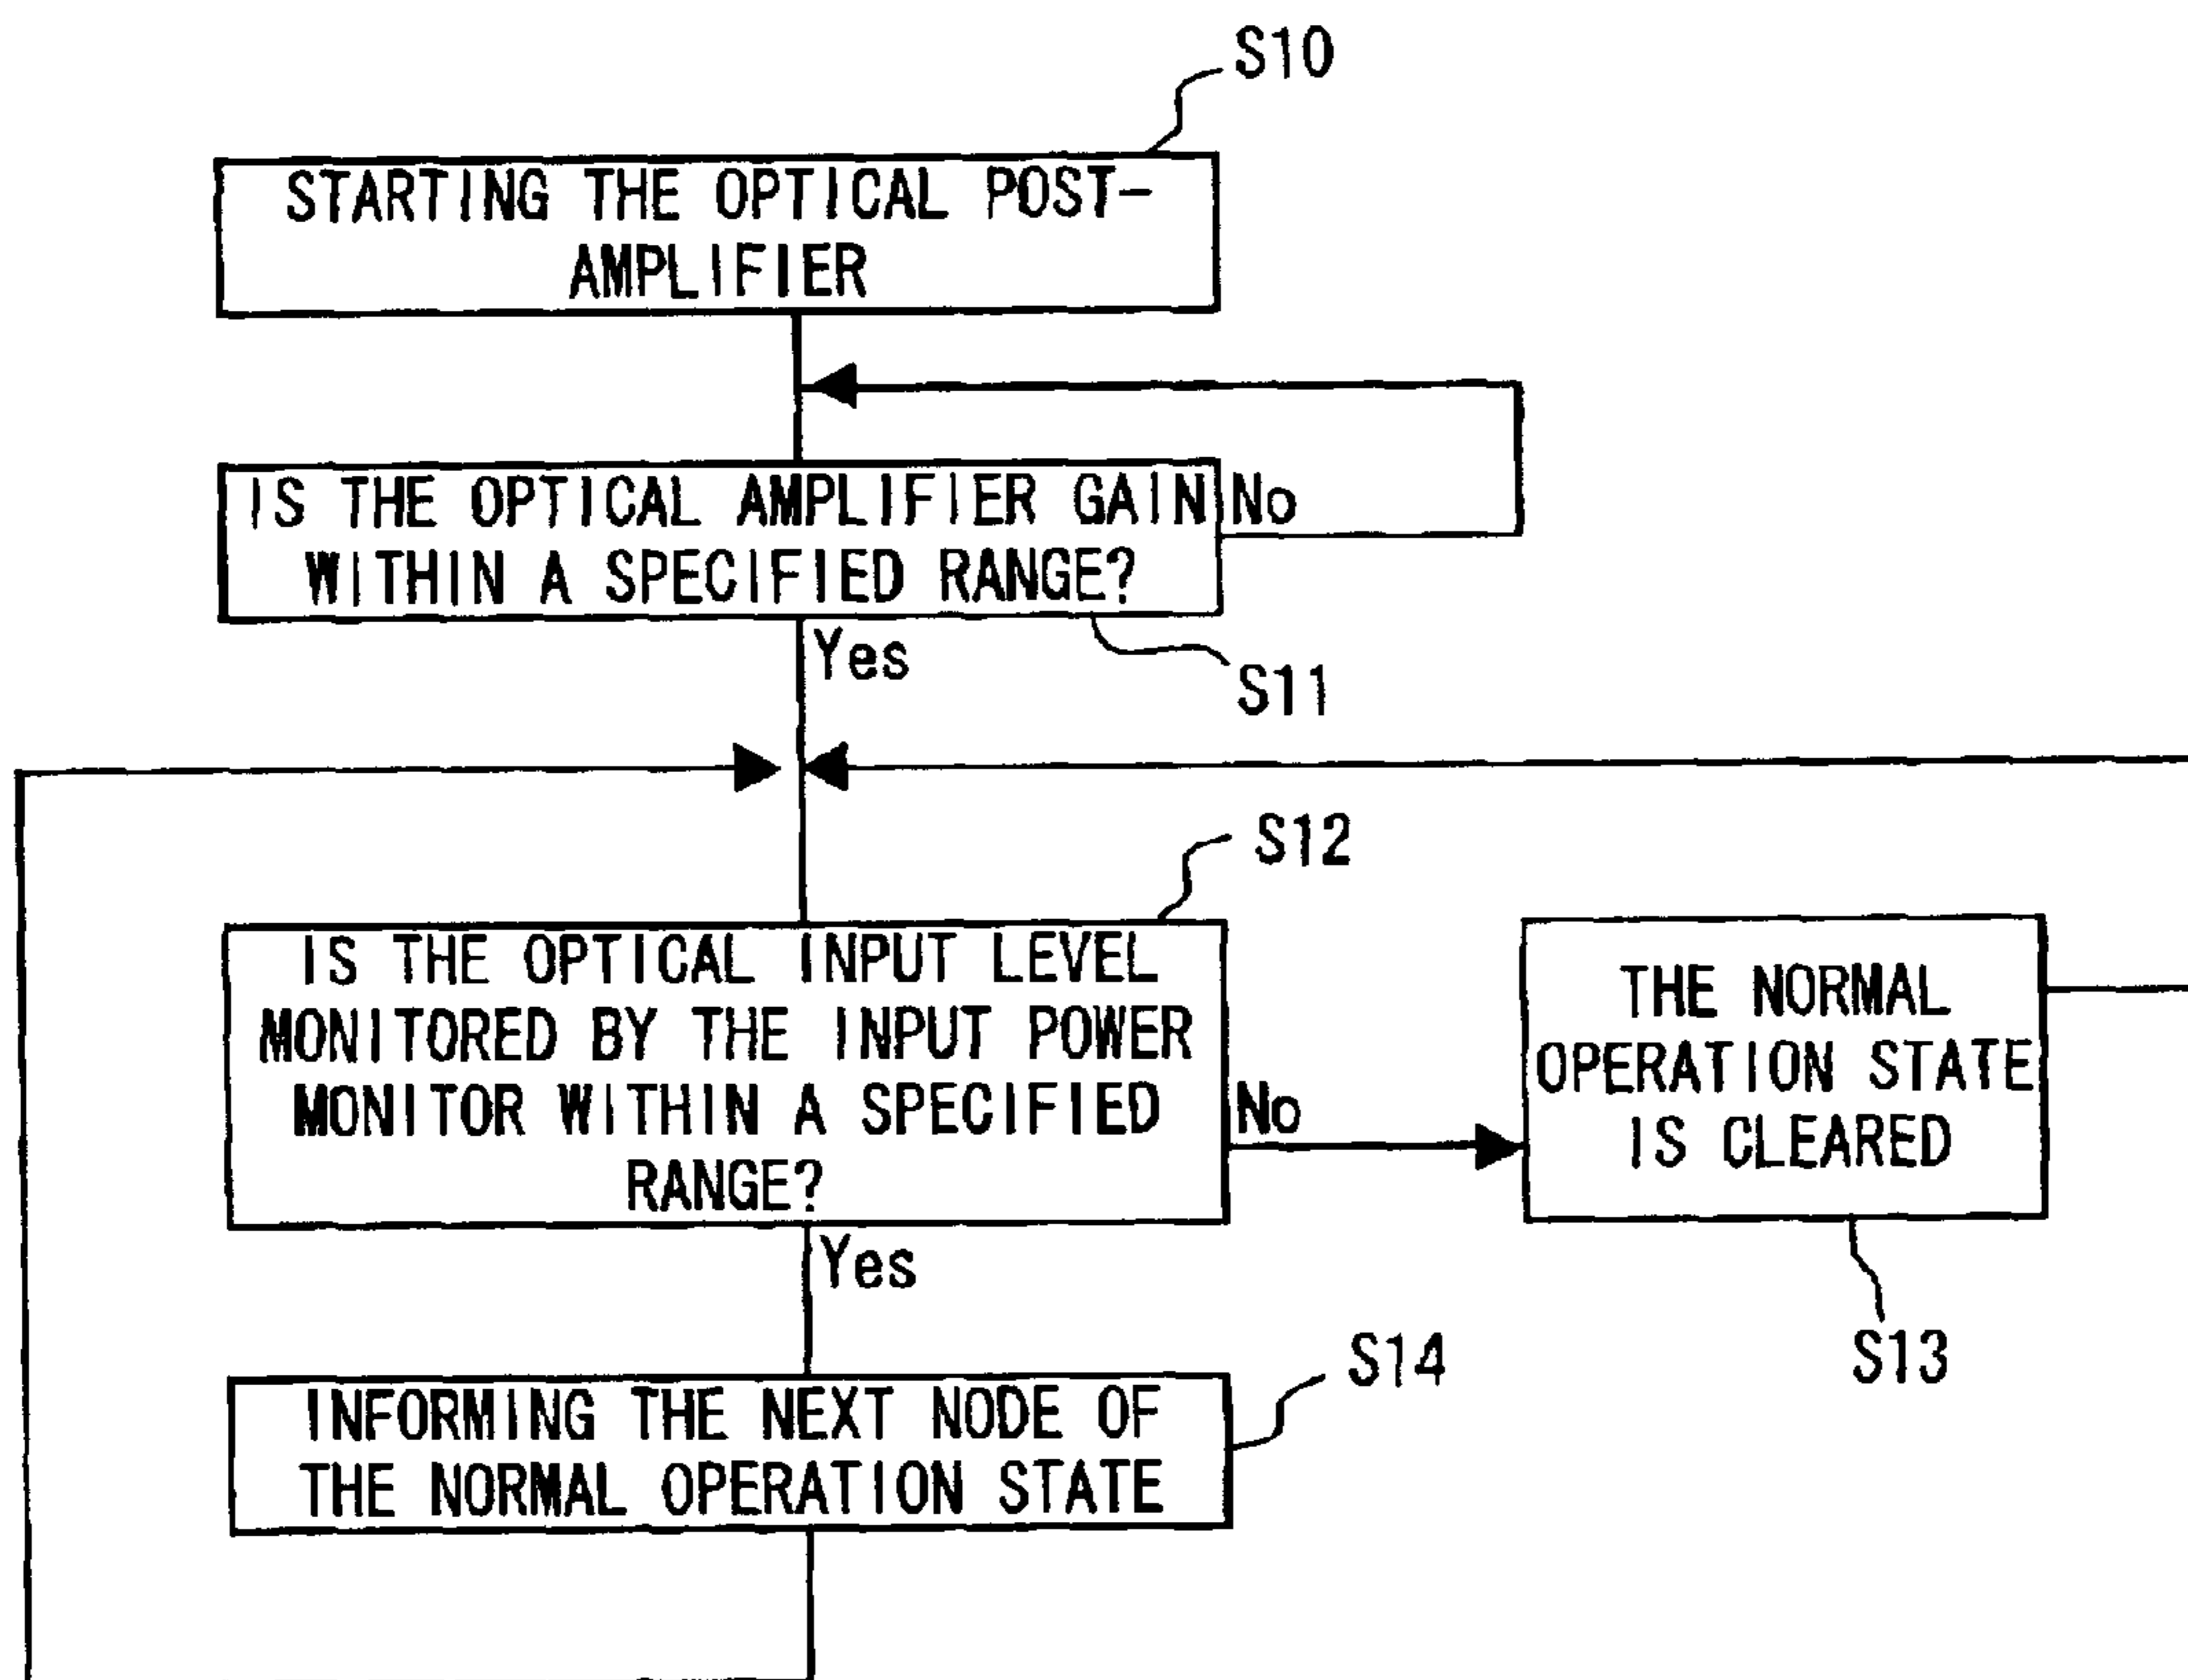 S10
STARTING THE OPTICAL POST-
AMPLIFIER
IS THE OPTICAL AMPLIFIER GAIN
WITHIN A SPECIFIED RANGE?
No
Yes
S11
S12
IS THE OPTICAL INPUT LEVEL
MONITORED BY THE INPUT POWER
MONITOR WITHIN A SPECIFIED
RANGE?
No
THE NORMAL
OPERATION STATE
IS CLEARED
Yes
S13
S14
INFORMING THE NEXT NODE OF
THE NORMAL OPERATION STATE